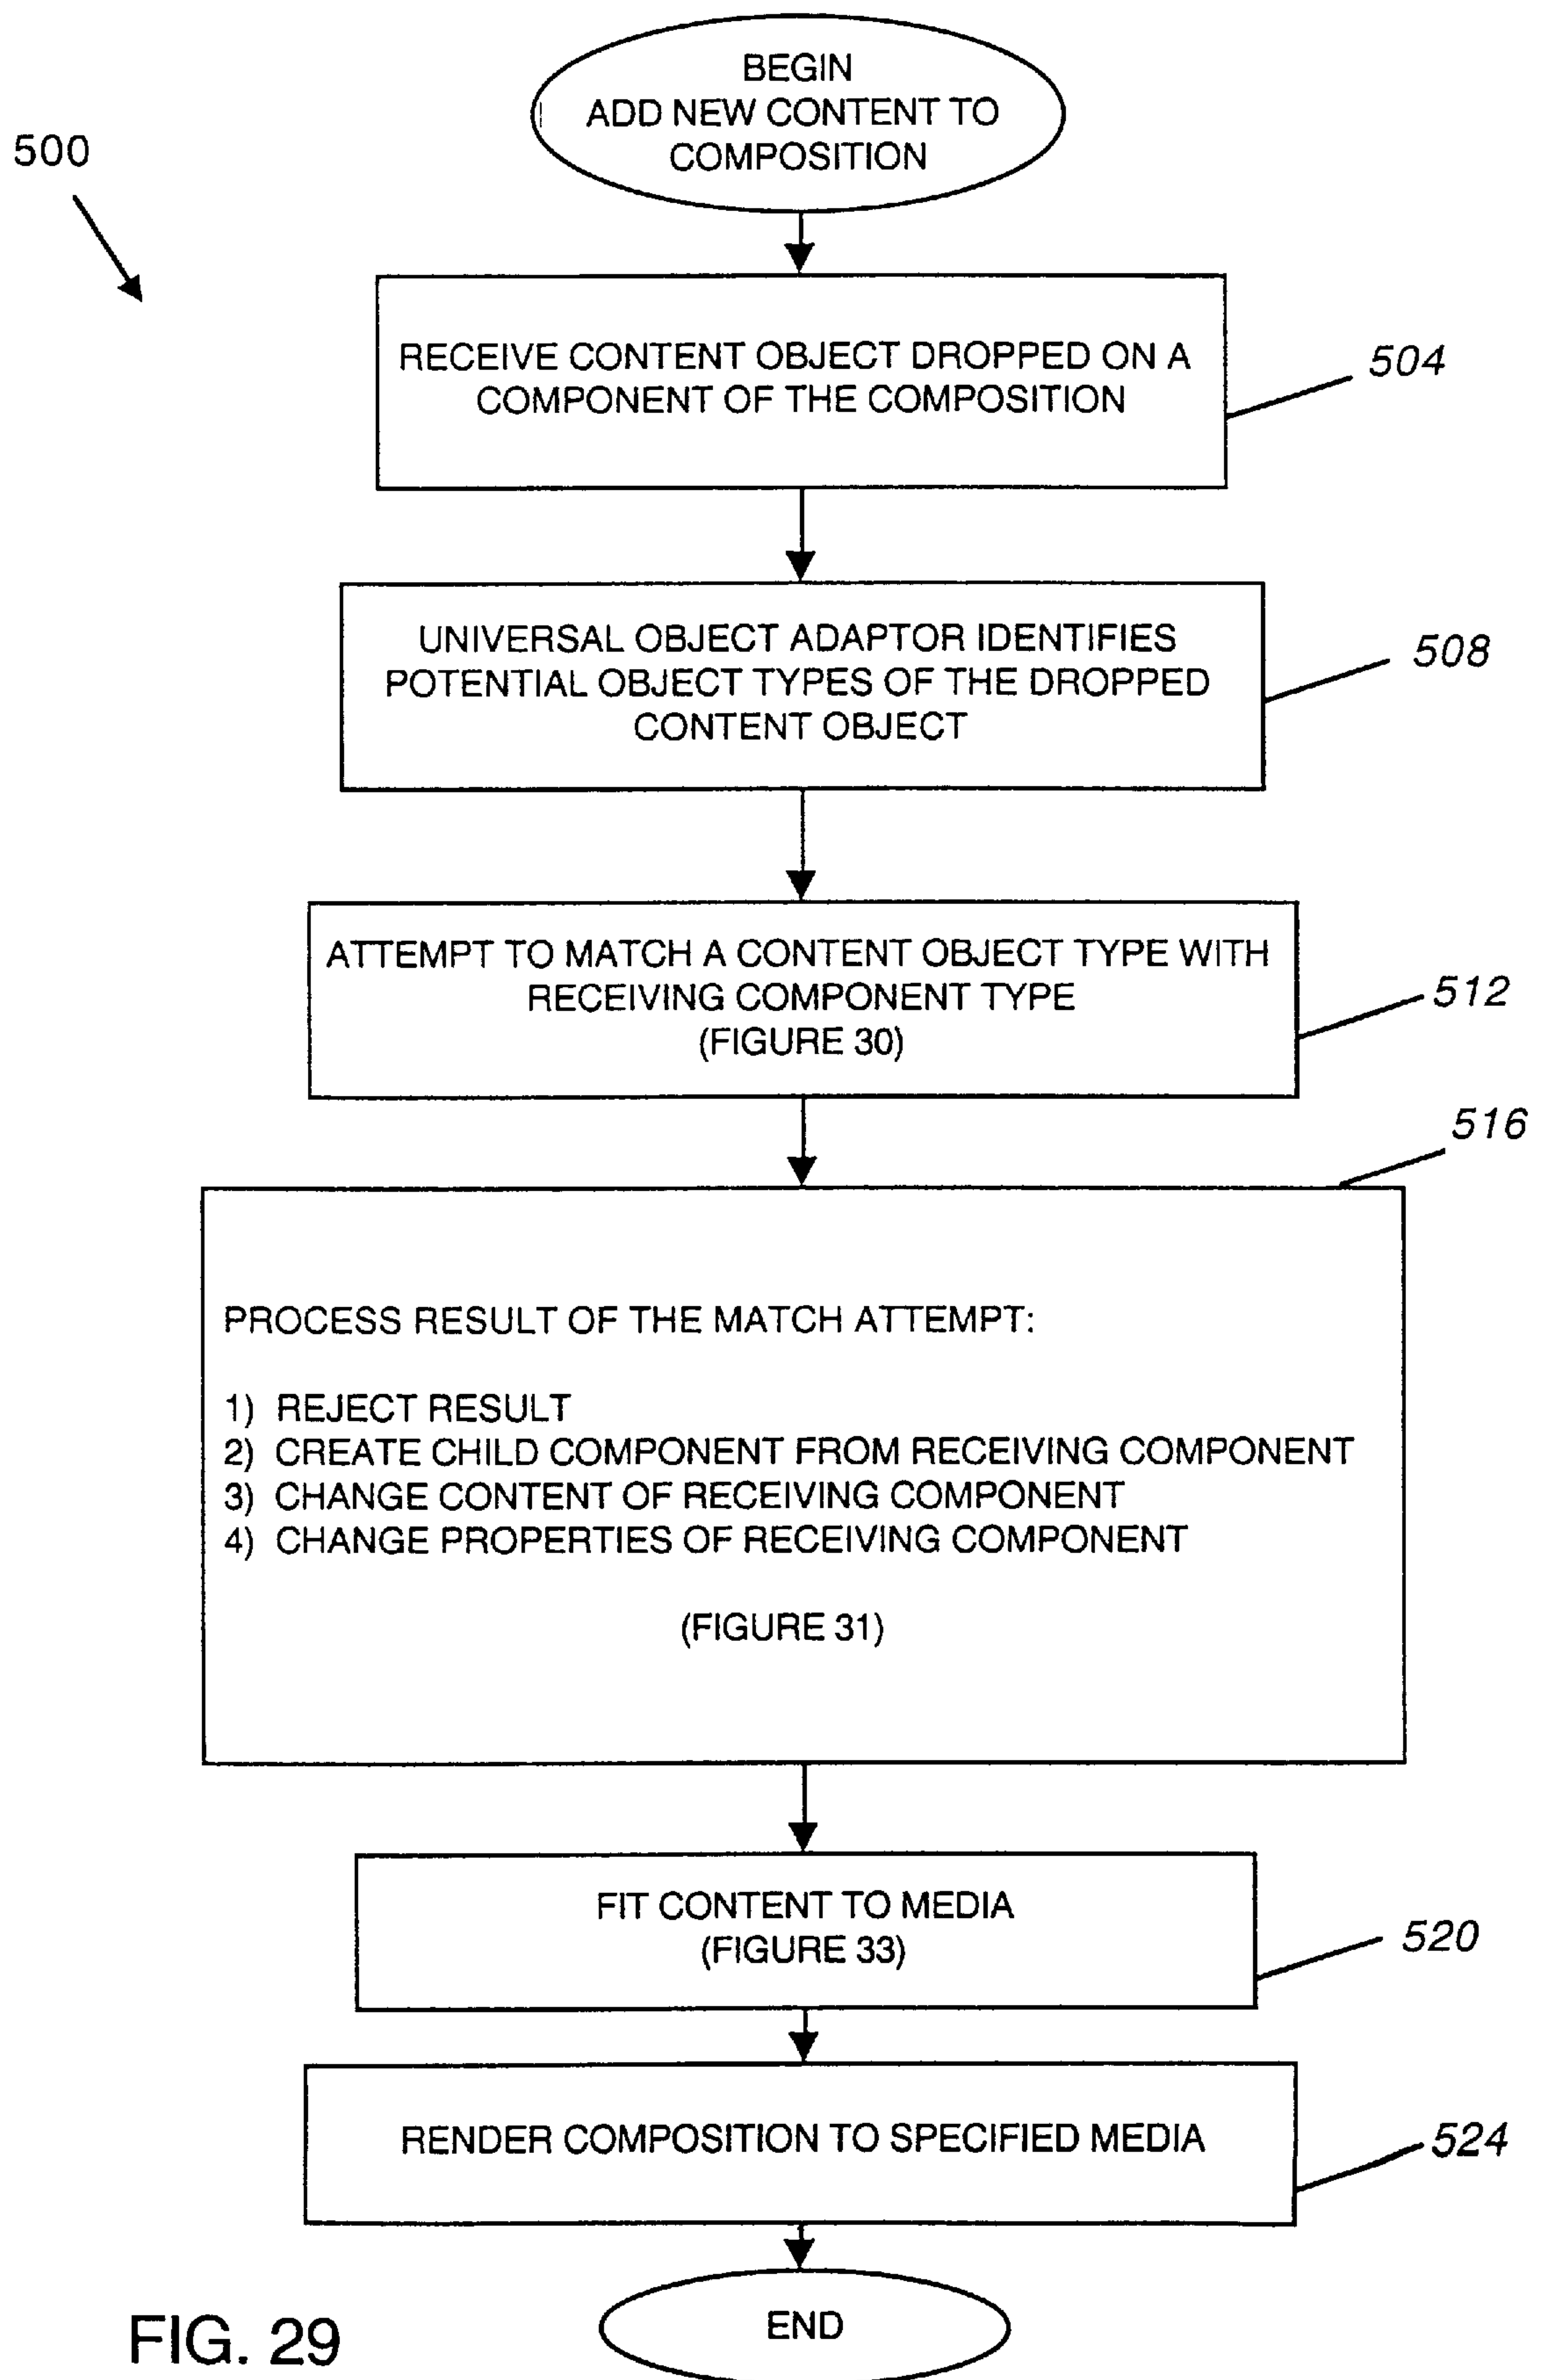 BEGIN
ADD NEW CONTENT TO
COMPOSITION
500
RECEIVE CONTENT OBJECT DROPPED ON A
COMPONENT OF THE COMPOSITION
504
UNIVERSAL OBJECT ADAPTOR IDENTIFIES
POTENTIAL OBJECT TYPES OF THE DROPPED
CONTENT OBJECT
508
ATTEMPT TO MATCH A CONTENT OBJECT TYPE WITH
RECEIVING COMPONENT TYPE
(FIGURE 30)
512
516
PROCESS RESULT OF THE MATCH ATTEMPT:
1) REJECT RESULT
2) CREATE CHILD COMPONENT FROM RECEIVING COMPONENT
3) CHANGE CONTENT OF RECEIVING COMPONENT
4) CHANGE PROPERTIES OF RECEIVING COMPONENT
(FIGURE 31)
FIT CONTENT TO MEDIA
(FIGURE 33)
520
RENDER COMPOSITION TO SPECIFIED MEDIA
524
END
FIG. 29